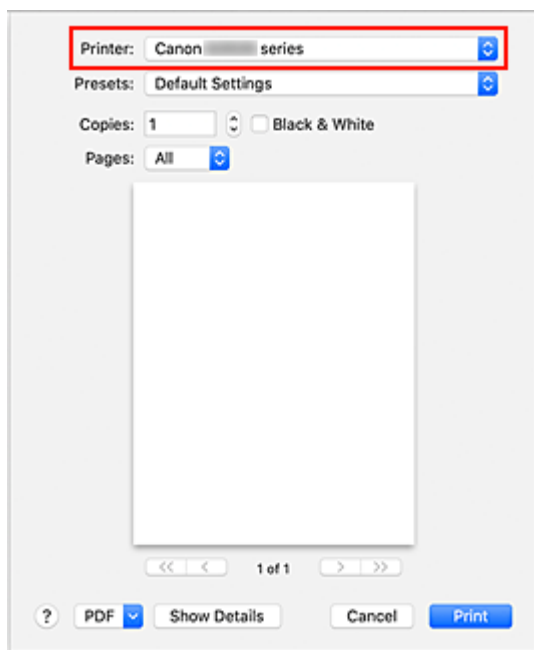 Printer: Canon series
Presets: Default Settings
Copies: 1 Black & White
Pages: All
<< < 1 of 1 > >>
? PDF Show Details Cancel Print